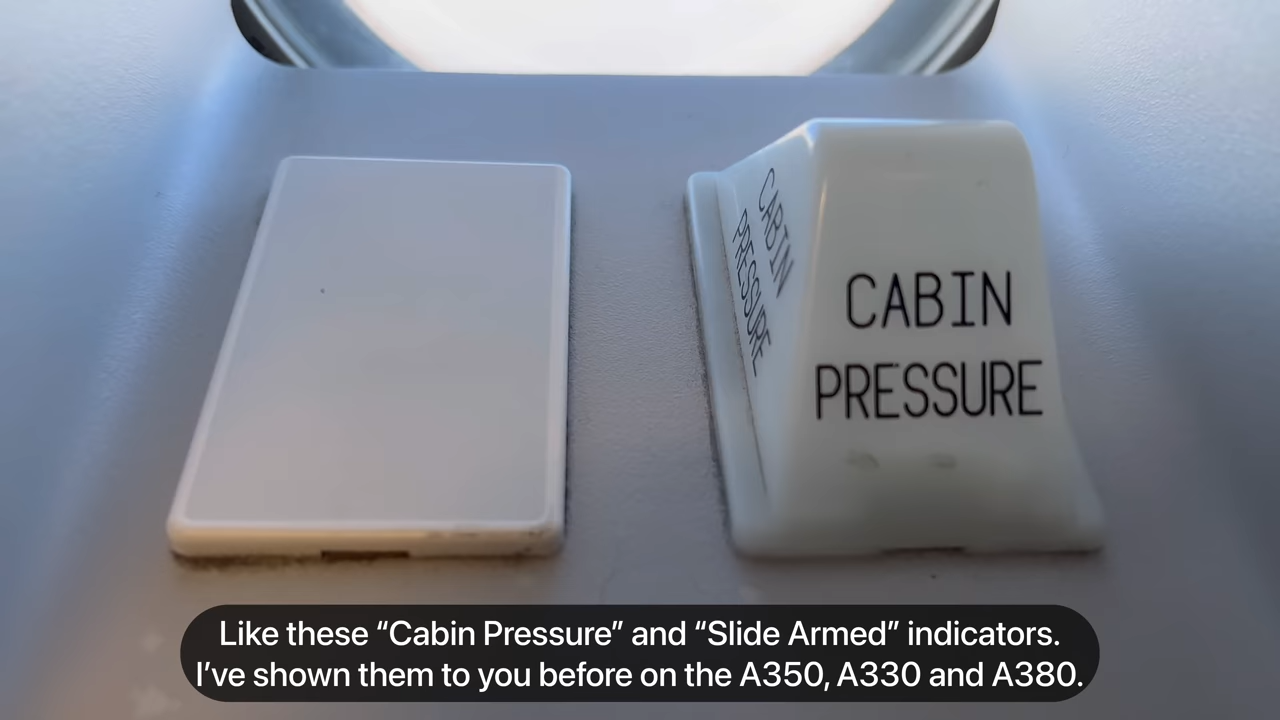 CABIN
PRESSURE
CABIN
PRESSURE
Like these “Cabin Pressure” and “Slide Armed” indicators.
I’ve shown them to you before on the A350, A330 and A380.